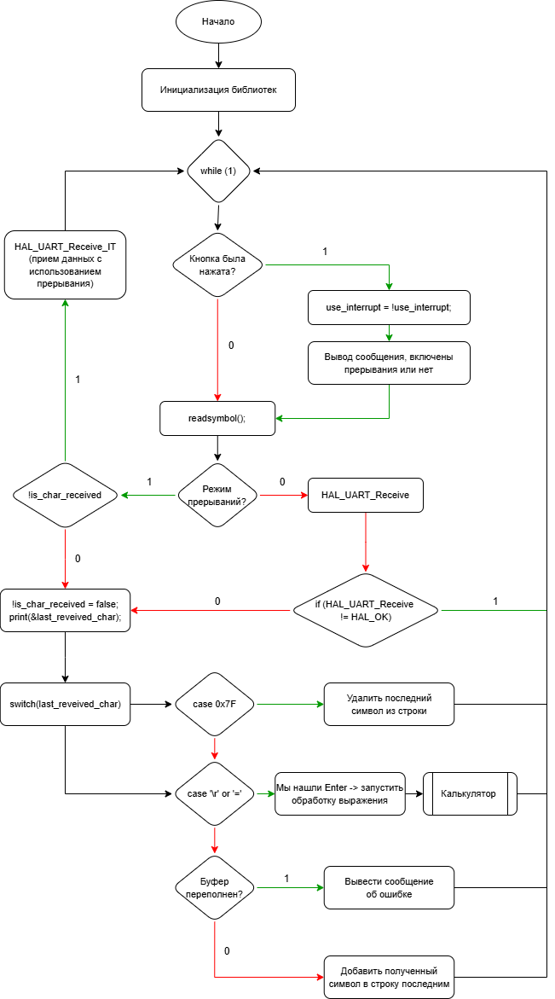 Начало
Инициализация библиотек
while (1)
HAL_UART_Receive_IT
(прием данных с
использованием
прерывания)
Кнопка была
нажата?
1
use_interrupt = !use_interrupt;
0
Вывод сообщения, включены
прерывания или нет
1
readsymbol();
!is_char_received
1
Режим
прерываний?
0
HAL_UART_Receive
0
!is_char_received = false;
print(&last_reveived_char);
0
if (HAL_UART_Receive
!= HAL_OK)
1
switch(last_reveived_char)
case 0x7F
Удалить последний
символ из строки
case '\r' or '='
Мы нашли Enter -> запустить
обработку выражения
Калькулятор
Буфер
переполнен?
1
Вывести сообщение
об ошибке
0
Добавить полученный
символ в строку последним